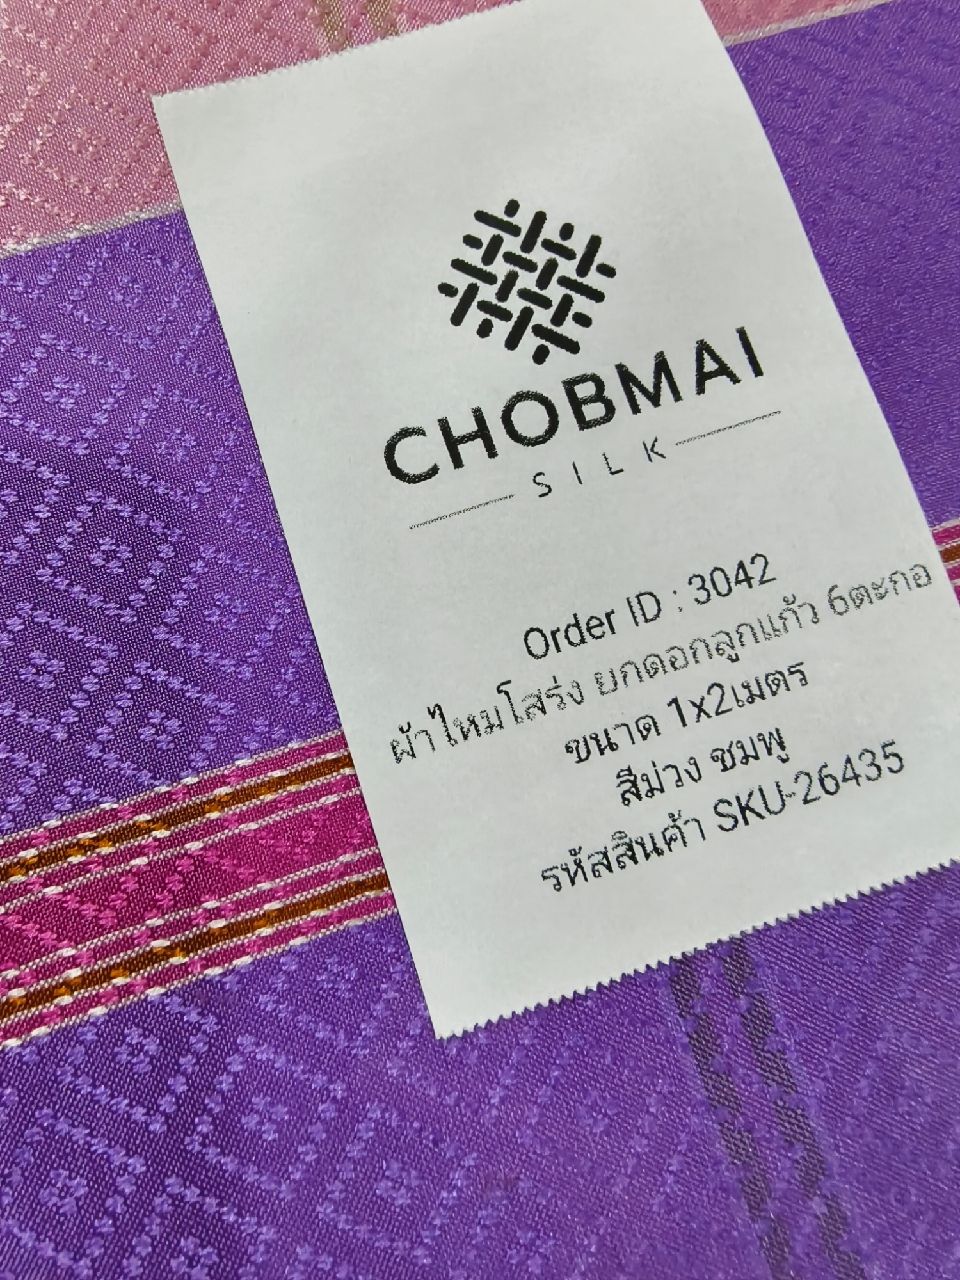 CHOBMAI
SILK
Order ID : 3042
ผ้าไหมโสร่ง ยกดอกลูกแก้ว 6ตะกอ
ขนาด 1x2เมตร
สีม่วง ชมพู
รหัสสินค้า SKU-26435